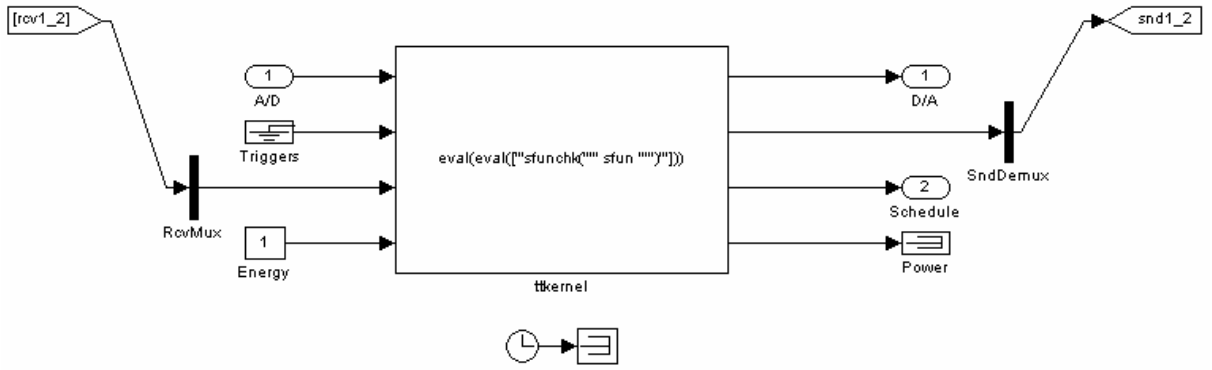 [rcv1_2]
snd1_2
1
A/D
1
D/A
Triggers
eval(eval(["'sfunchk("'" sfun "'")'"]))
SndDemux
RcvMux
2
Schedule
1
Energy
Power
ttkernel